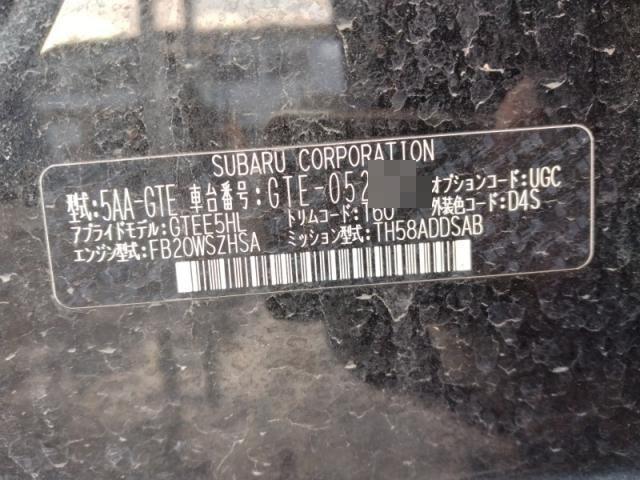 SUBARU CORPORATION
型式:5AA-GTE 車台番号:GTE-052 オプションコード:UGC
アプライドモデル:GTEE5HL トリムコード:T60 外装色コード:D4S
エンジン型式:FB20WSZHSA ミッション型式:TH58ADDSAB